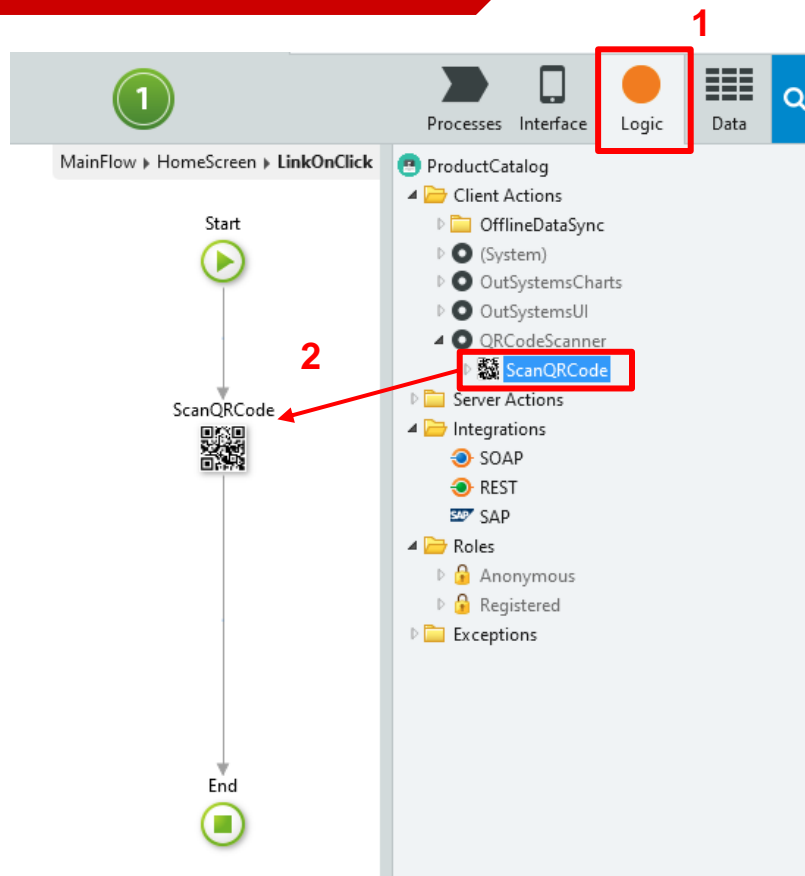 1
1
Processes
Interface
Logic
Data
MainFlow ▸ HomeScreen ▸ LinkOnClick
Start
2
ScanQRCode
End
ProductCatalog
Client Actions
OfflineDataSync
(System)
OutSystemsCharts
OutSystemsUI
QRCodeScanner
ScanQRCode
Server Actions
Integrations
SOAP
REST
SAP SAP
Roles
Anonymous
Registered
Exceptions